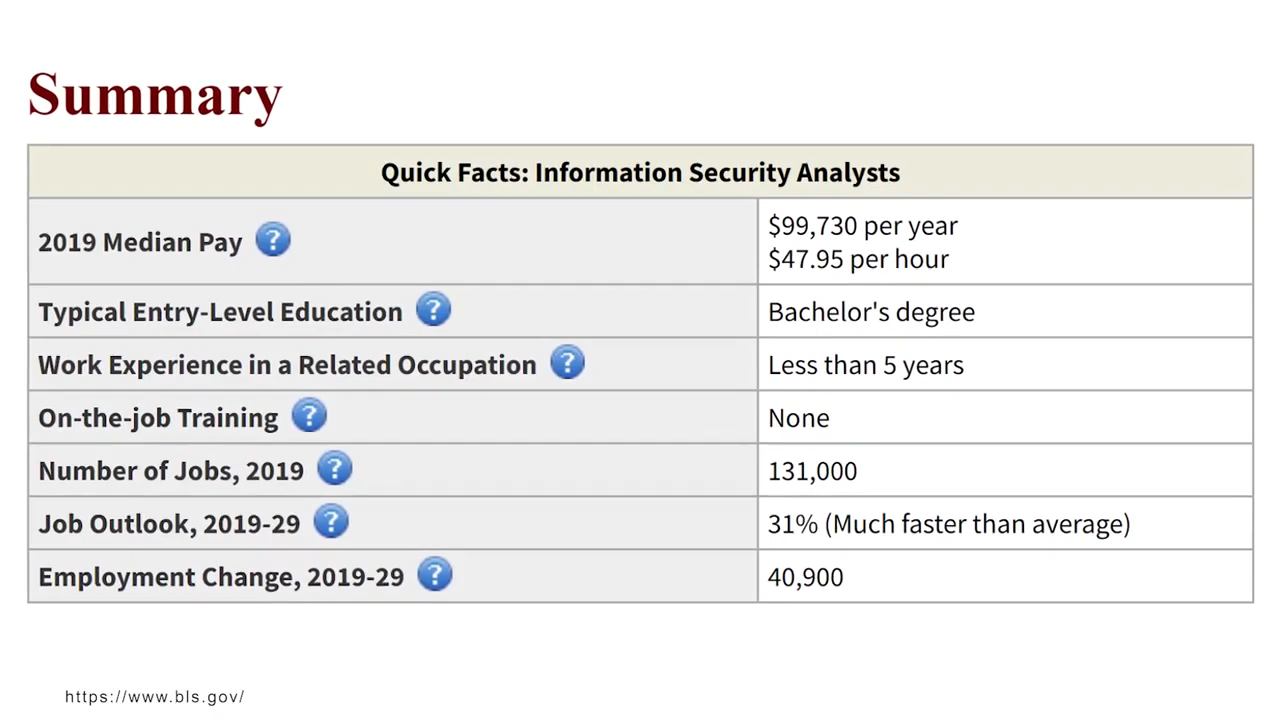 Summary
Quick Facts: Information Security Analysts
2019 Median Pay ?
$99,730 per year
$47.95 per hour
Typical Entry-Level Education ?
Bachelor's degree
Work Experience in a Related Occupation ?
Less than 5 years
On-the-job Training ?
None
Number of Jobs, 2019 ?
131,000
Job Outlook, 2019-29 ?
31% (Much faster than average)
Employment Change, 2019-29 ?
40,900
https://www.bls.gov/